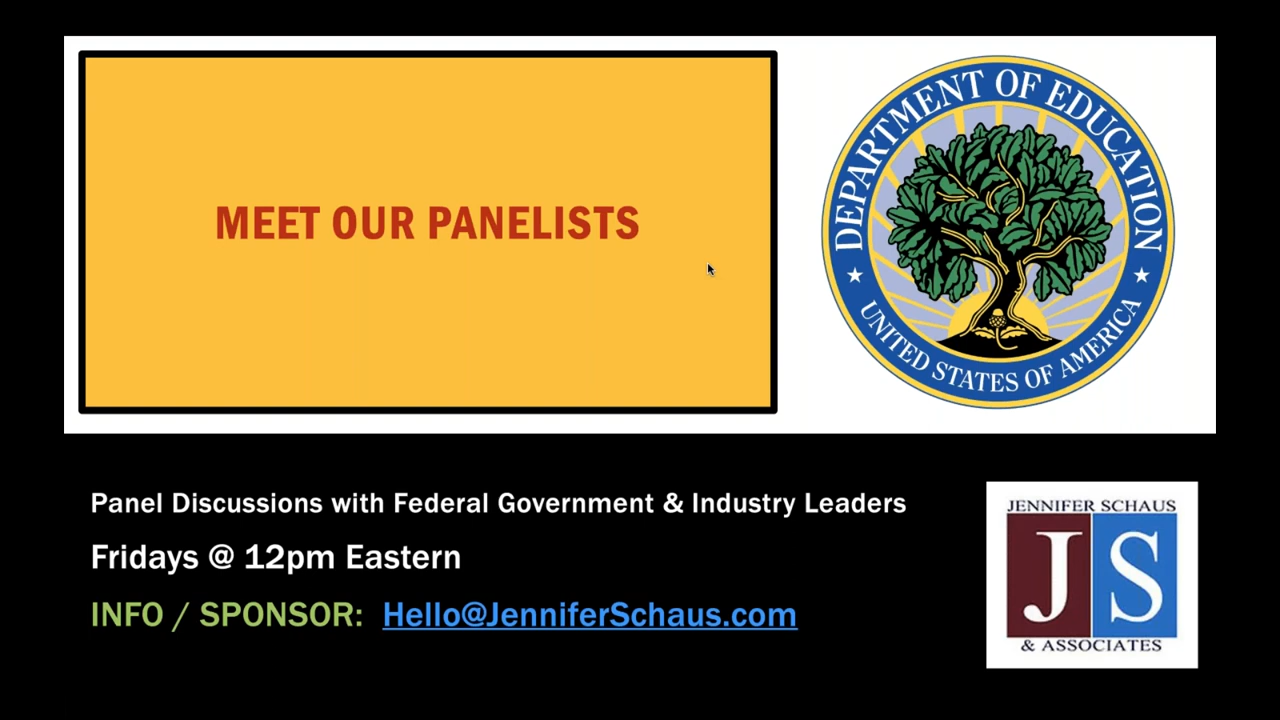 MEET OUR PANELISTS
DEPARTMENT OF EDUCATION
UNITED STATES OF AMERICA
Panel Discussions with Federal Government & Industry Leaders
Fridays @ 12pm Eastern
INFO / SPONSOR: Hello@JenniferSchaus.com
JENNIFER SCHAUS
JS
& ASSOCIATES